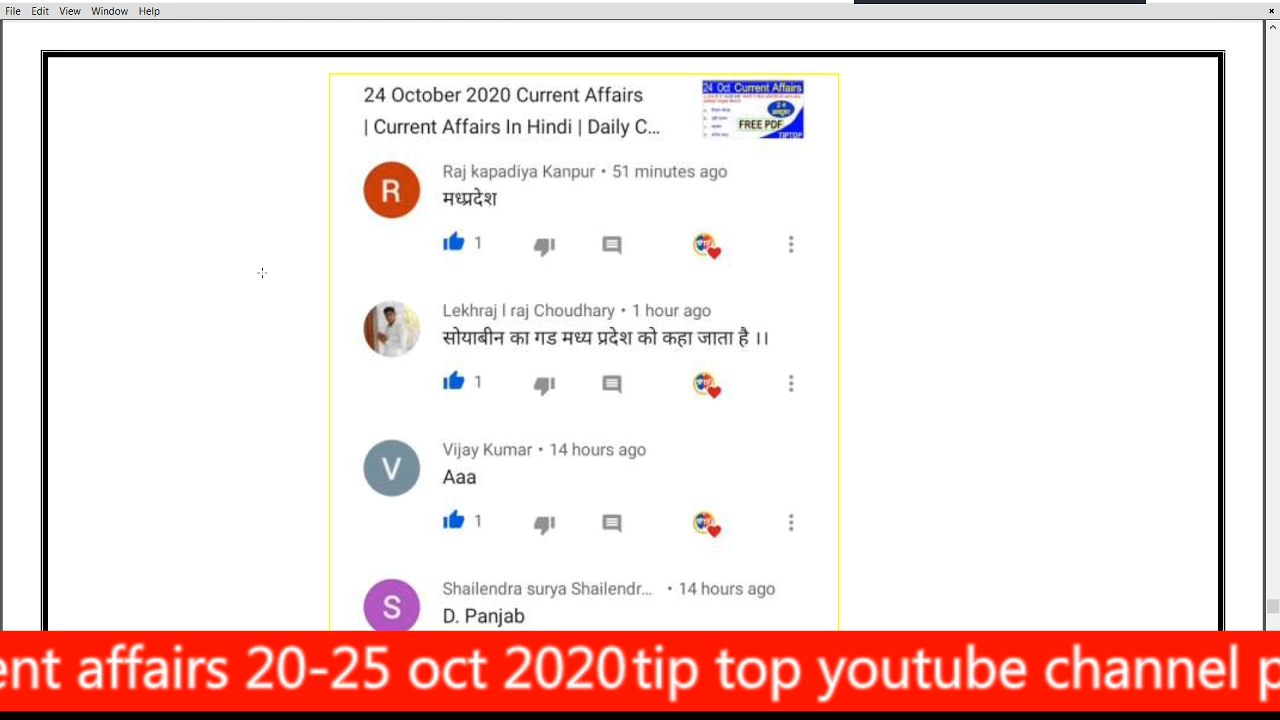 File Edit View Window Help
24 October 2020 Current Affairs
| Current Affairs In Hindi | Daily C...
24 Oct Current Affairs
FREE PDF
TIPTOP
R
Raj kapadiya Kanpur • 51 minutes ago
मध्प्रदेश
1
Lekhraj l raj Choudhary • 1 hour ago
सोयाबीन का गड मध्य प्रदेश को कहा जाता है ।।
1
V
Vijay Kumar • 14 hours ago
Aaa
1
S
Shailendra surya Shailendr... • 14 hours ago
D. Panjab
ent affairs 20-25 oct 2020 tip top youtube channel p